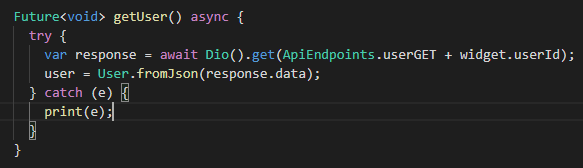 Future<void> getUser() async {
try {
var response = await Dio().get(ApiEndpoints.userGET + widget.userId);
user = User.fromJson(response.data);
} catch (e) {
print(e);
}
}